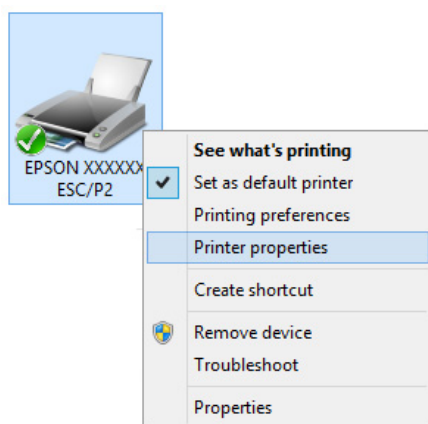 EPSON XXXXXX
ESC/P2
See what's printing
Set as default printer
Printing preferences
Printer properties
Create shortcut
Remove device
Troubleshoot
Properties